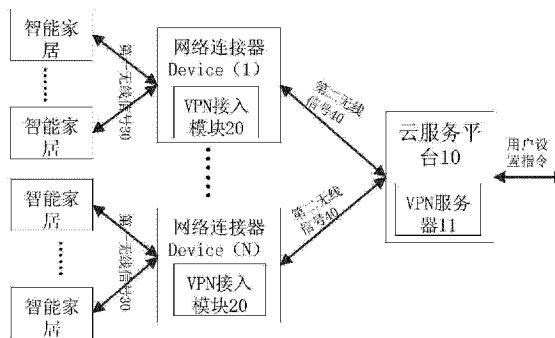 智能家
居
第一无线信号30
智能家
居
网络连接器
Device (1)
VPN接入
模块20
第二无线
信号40
云服务平
台10
VPN服务
器11
用户设
置指令
智能家
居
第一无线信号30
智能家
居
网络连接器
Device (N)
VPN接入
模块20
第二无线
信号40